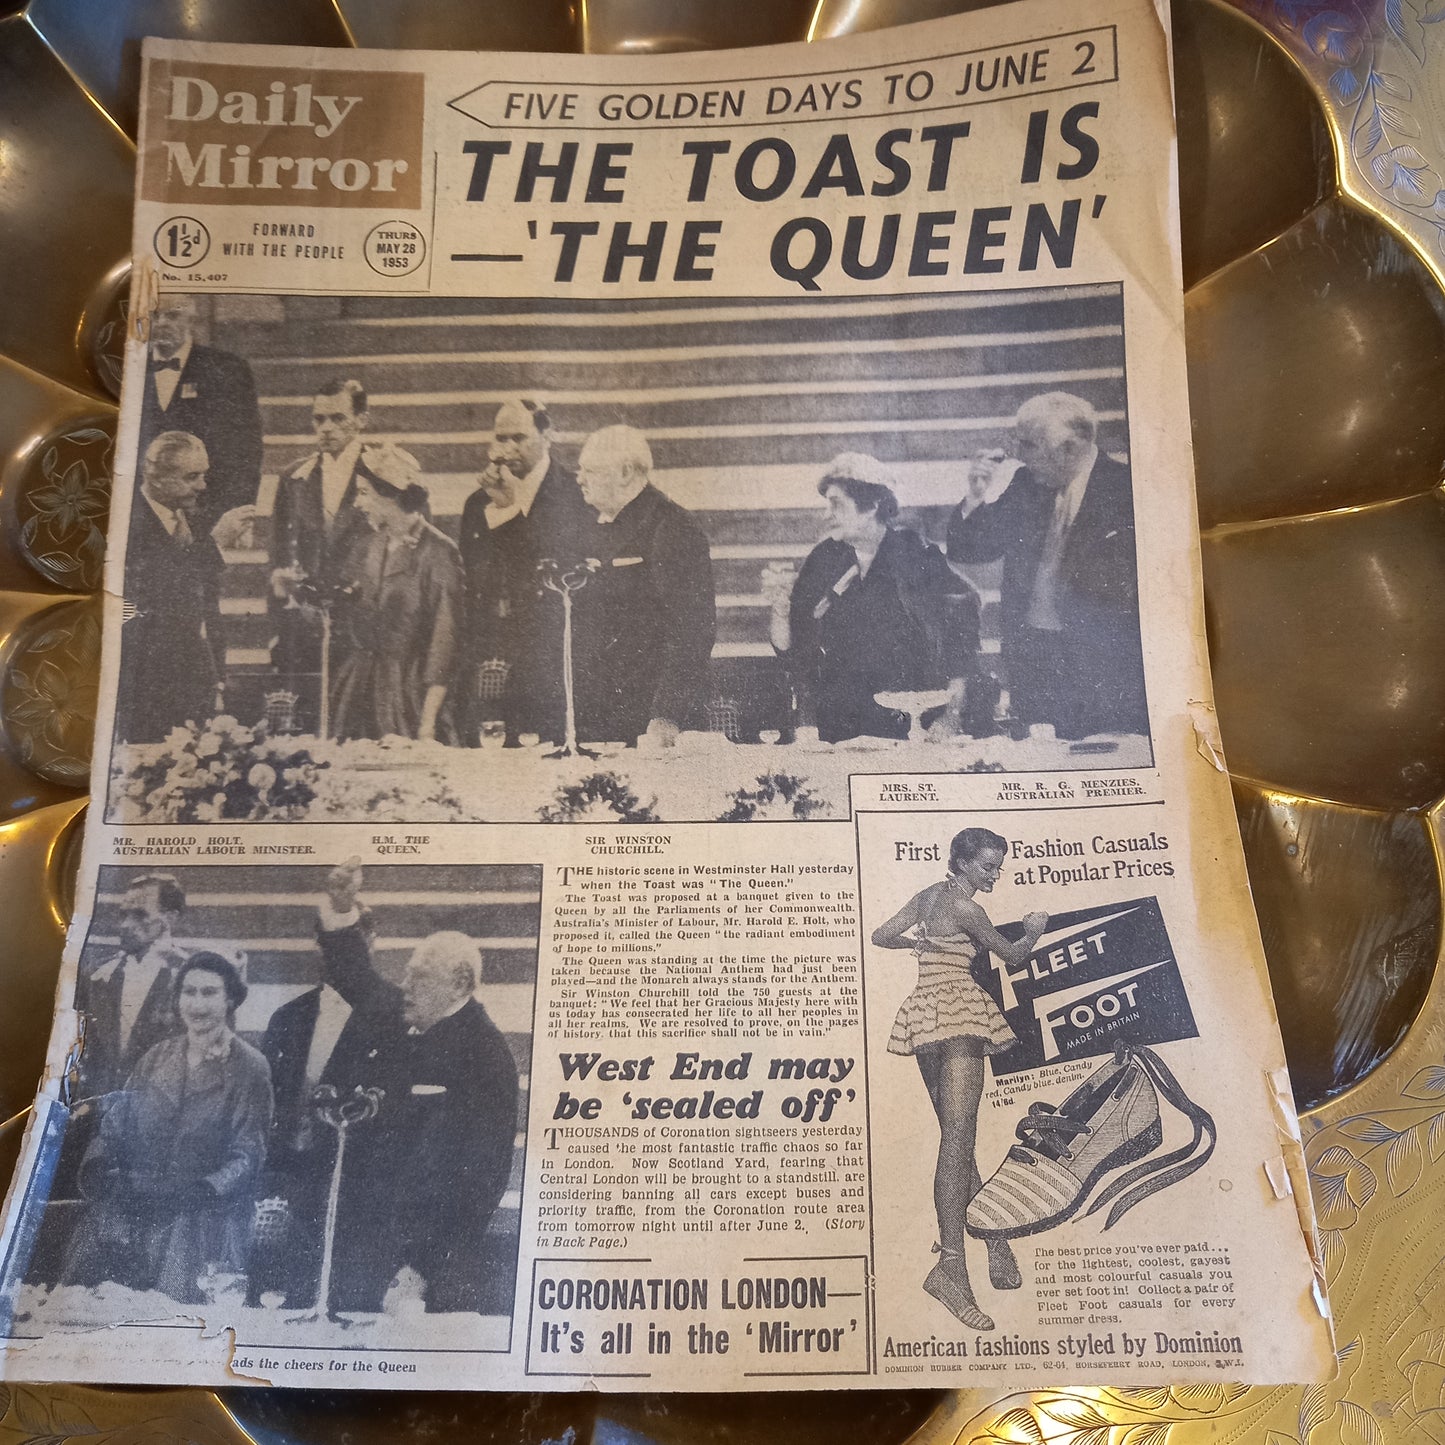 Daily
Mirror
FIVE GOLDEN DAYS TO JUNE 2
THE TOAST IS
—'THE QUEEN'
1½d
FORWARD
WITH THE PEOPLE
THURS
MAY 28
1953
No. 15,407
MRS. ST.
LAURENT.
MR. R. G. MENZIES.
AUSTRALIAN PREMIER.
MR. HAROLD HOLT.
AUSTRALIAN LABOUR MINISTER.
H.M. THE
QUEEN.
SIR WINSTON
CHURCHILL.
ads the cheers for the Queen
THE historic scene in Westminster Hall yesterday
when the Toast was "The Queen."
The Toast was proposed at a banquet given to the
Queen by all the Parliaments of her Commonwealth.
Australia's Minister of Labour, Mr. Harold E. Holt, who
proposed it, called the Queen "the radiant embodiment
of hope to millions."
The Queen was standing at the time the picture was
taken because the National Anthem had just been
played—and the Monarch always stands for the Anthem.
Sir Winston Churchill told the 750 guests at the
banquet: "We feel that her Gracious Majesty here with
us today has consecrated her life to all her peoples in
all her realms. We are resolved to prove, on the pages
of history, that this sacrifice shall not be in vain."
West End may
be 'sealed off'
THOUSANDS of Coronation sightseers yesterday
caused the most fantastic traffic chaos so far
in London. Now Scotland Yard, fearing that
Central London will be brought to a standstill, are
considering banning all cars except buses and
priority traffic, from the Coronation route area
from tomorrow night until after June 2. (Story
in Back Page.)
CORONATION LONDON—
It's all in the 'Mirror'
First Fashion Casuals
at Popular Prices
FLEET
FOOT
MADE IN BRITAIN
Marilyn: Blue, Candy
red, Candy blue, denim.
14/6d.
The best price you've ever paid...
for the lightest, coolest, gayest
and most colourful casuals you
ever set foot in! Collect a pair of
Fleet Foot casuals for every
summer dress.
American fashions styled by Dominion
DOMINION RUBBER COMPANY LTD., 62-64, HORSEFERRY ROAD, LONDON, S.W.1.